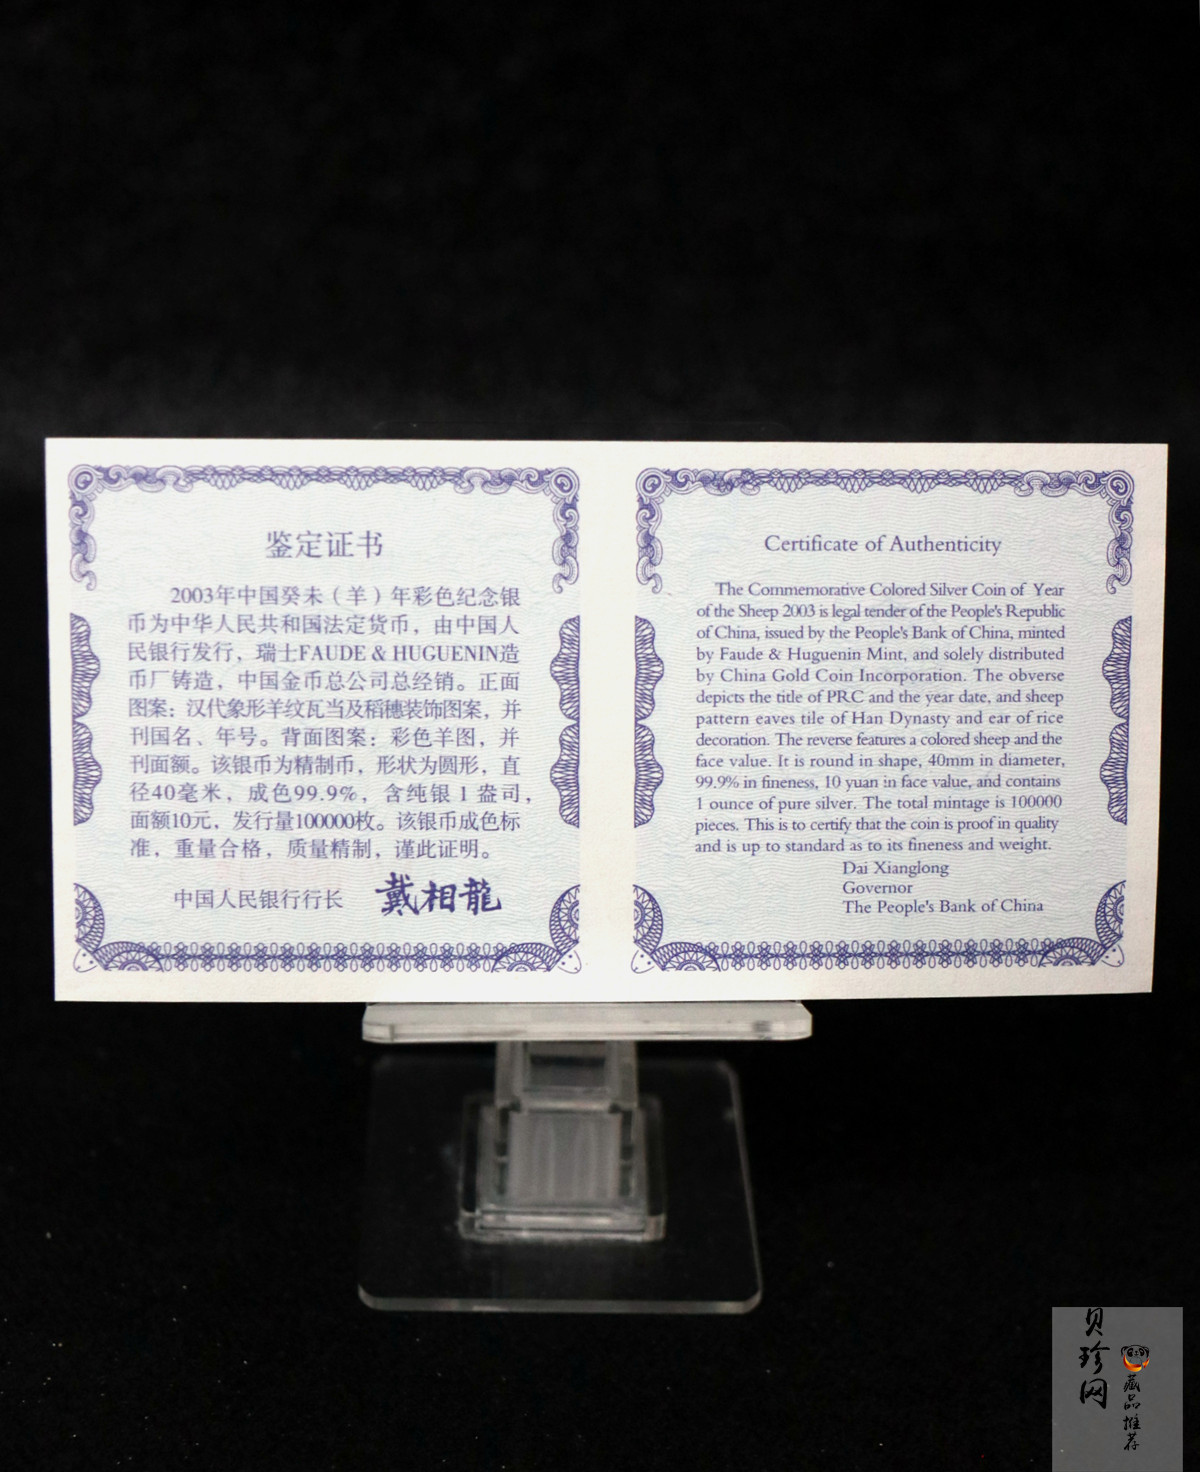 鉴定证书
2003年中国癸未（羊）年彩色纪念银
币为中华人民共和国法定货币，由中国人
民银行发行，瑞士FAUDE & HUGUENIN造
币厂铸造，中国金币总公司总经销。正面
图案：汉代象形羊纹瓦当及稻穗装饰图案，并
刊国名、年号。背面图案：彩色羊图，并
刊面额。该银币为精制币，形状为圆形，直
径40毫米，成色99.9%，含纯银1盎司，
面额10元，发行量100000枚。该银币成色标
准，重量合格，质量精制，谨此证明。
中国人民银行行长 戴相龍
Certificate of Authenticity
The Commemorative Colored Silver Coin of Year
of the Sheep 2003 is legal tender of the People's Republic
of China, issued by the People's Bank of China, minted
by Faude & Huguenin Mint, and solely distributed
by China Gold Coin Incorporation. The obverse
depicts the title of PRC and the year date, and sheep
pattern eaves tile of Han Dynasty and ear of rice
decoration. The reverse features a colored sheep and the
face value. It is round in shape, 40mm in diameter,
99.9% in fineness, 10 yuan in face value, and contains
1 ounce of pure silver. The total mintage is 100000
pieces. This is to certify that the coin is proof in quality
and is up to standard as to its fineness and weight.
Dai Xianglong
Governor
The People's Bank of China
贝珍网
藏品推荐